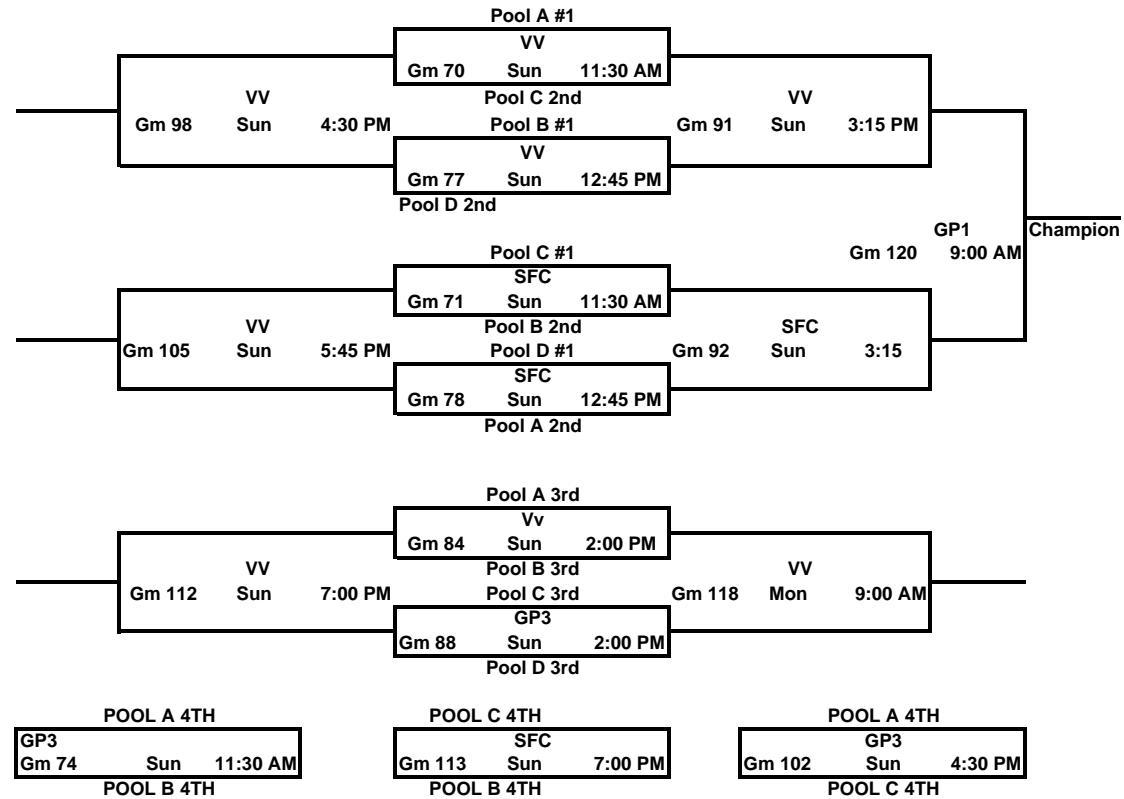 Pool A #1
VV
Gm 70 Sun 11:30 AM
Pool C 2nd
VV VV
Gm 98 Sun 4:30 PM Pool B #1 Gm 91 Sun 3:15 PM
VV
Gm 77 Sun 12:45 PM
Pool D 2nd
GP1 Champion
Pool C #1 Gm 120 9:00 AM
SFC
Gm 71 Sun 11:30 AM
VV Pool B 2nd SFC
Gm 105 Sun 5:45 PM Pool D #1 Gm 92 Sun 3:15
SFC
Gm 78 Sun 12:45 PM
Pool A 2nd
Pool A 3rd
Vv
Gm 84 Sun 2:00 PM
VV Pool B 3rd VV
Gm 112 Sun 7:00 PM Pool C 3rd Gm 118 Mon 9:00 AM
GP3
Gm 88 Sun 2:00 PM
Pool D 3rd
POOL A 4TH POOL C 4TH POOL A 4TH
GP3 SFC GP3
Gm 74 Sun 11:30 AM Gm 113 Sun 7:00 PM Gm 102 Sun 4:30 PM
POOL B 4TH POOL B 4TH POOL C 4TH